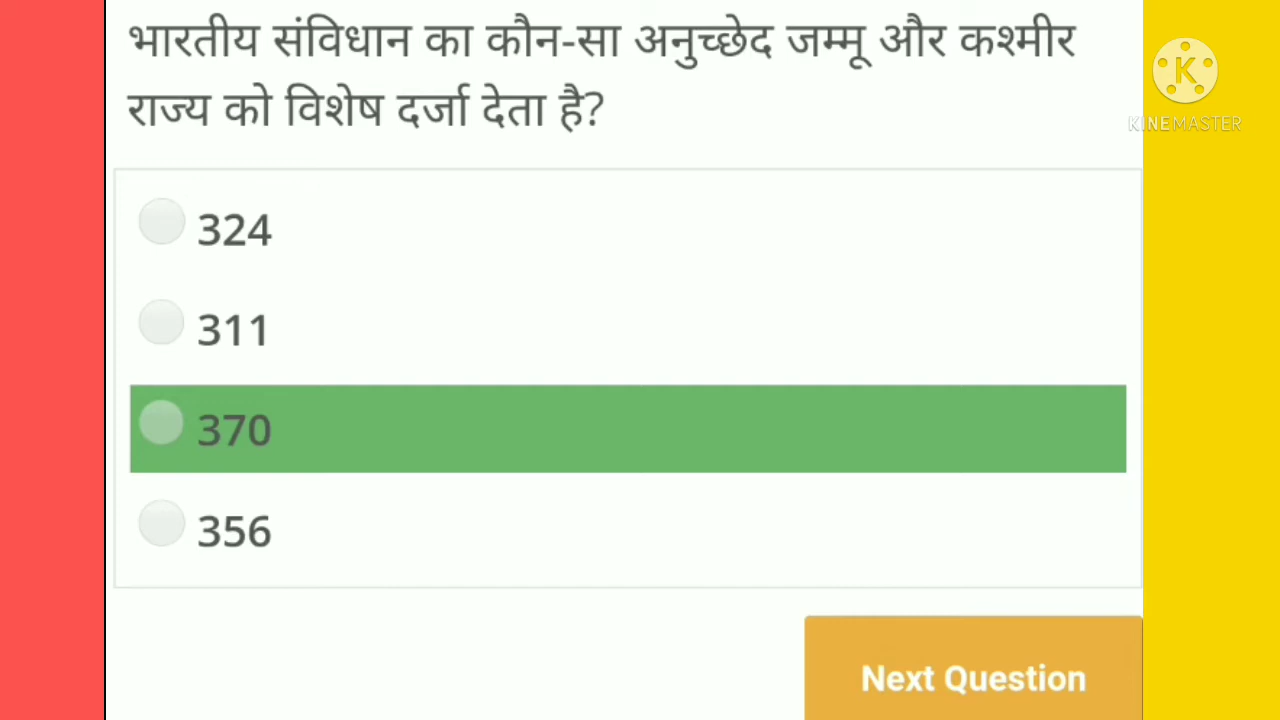 भारतीय संविधान का कौन-सा अनुच्छेद जम्मू और कश्मीर
राज्य को विशेष दर्जा देता है?
K
KINEMASTER
324
311
370
356
Next Question